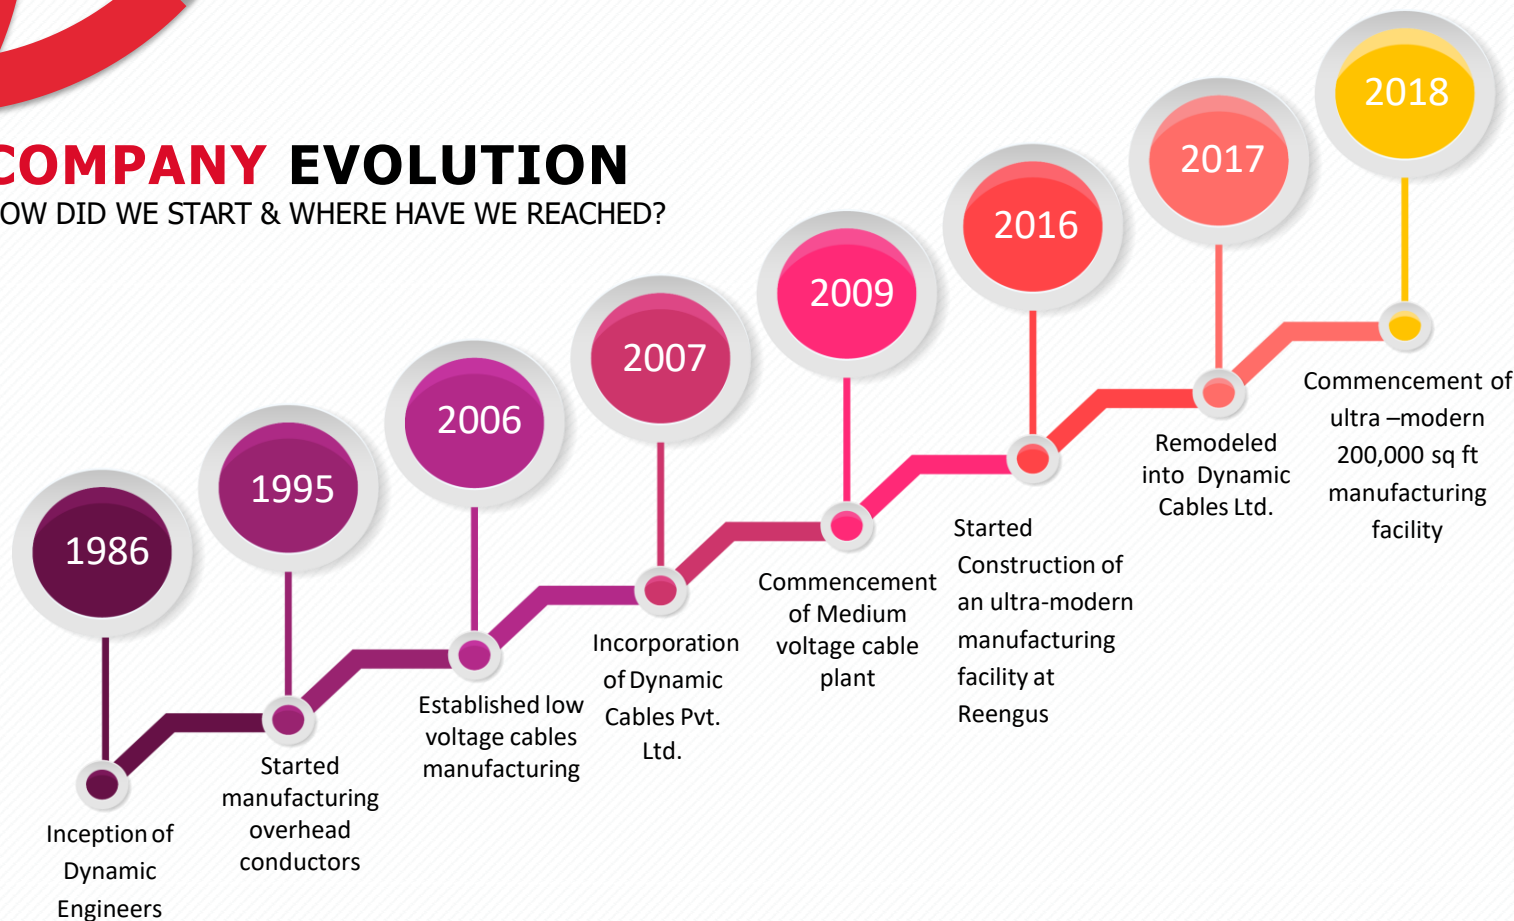 COMPANY EVOLUTION
OW DID WE START & WHERE HAVE WE REACHED?
1986
Inception of
Dynamic
Engineers
1995
Started
manufacturing
overhead
conductors
2006
Established low
voltage cables
manufacturing
2007
Incorporation
of Dynamic
Cables Pvt.
Ltd.
2009
Commencement
of Medium
voltage cable
plant
2016
Started
Construction of
an ultra-modern
manufacturing
facility at
Reengus
2017
Remodeled
into Dynamic
Cables Ltd.
2018
Commencement of
ultra –modern
200,000 sq ft
manufacturing
facility